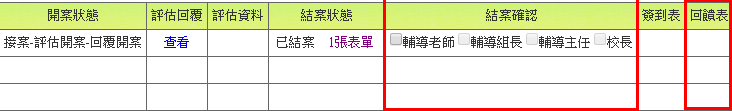 開案狀態 評估回覆 評估資料 結案狀態 結案確認 簽到表 回饋表
接案-評估開案-回覆開案 查看 已結案 1張表單 輔導老師 輔導組長 輔導主任 校長